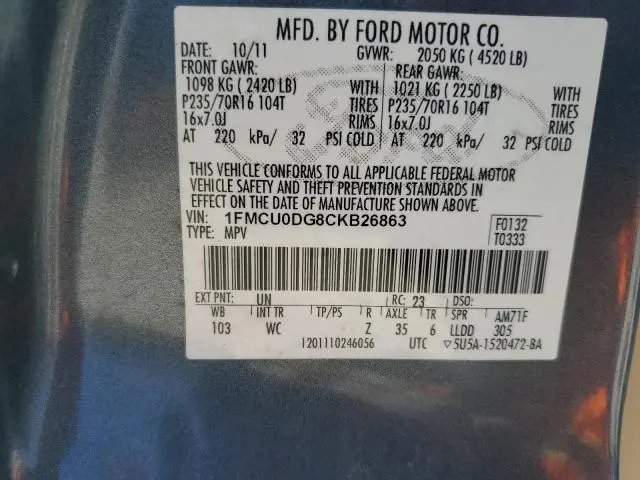 MFD. BY FORD MOTOR CO.
DATE: 10/11 GVWR: 2050 KG ( 4520 LB)
FRONT GAWR: REAR GAWR:
1098 KG ( 2420 LB) WITH 1021 KG ( 2250 LB) WITH
P235/70R16 104T TIRES P235/70R16 104T TIRES
16x7.0J RIMS 16x7.0J RIMS
AT 220 kPa/ 32 PSI COLD AT 220 kPa/ 32 PSI COLD
THIS VEHICLE CONFORMS TO ALL APPLICABLE FEDERAL MOTOR
VEHICLE SAFETY AND THEFT PREVENTION STANDARDS IN
EFFECT ON THE DATE OF MANUFACTURE SHOWN ABOVE.
VIN: 1FMCU0DG8CKB26863 F0132
TYPE: MPV T0333
EXT PNT: UN RC: 23 DSO:
WB INT TR TP/PS R AXLE TR SPR AM71F
103 WC Z 35 6 LLDD 305
1201110246056 UTC ▽5U5A-1520472-BA